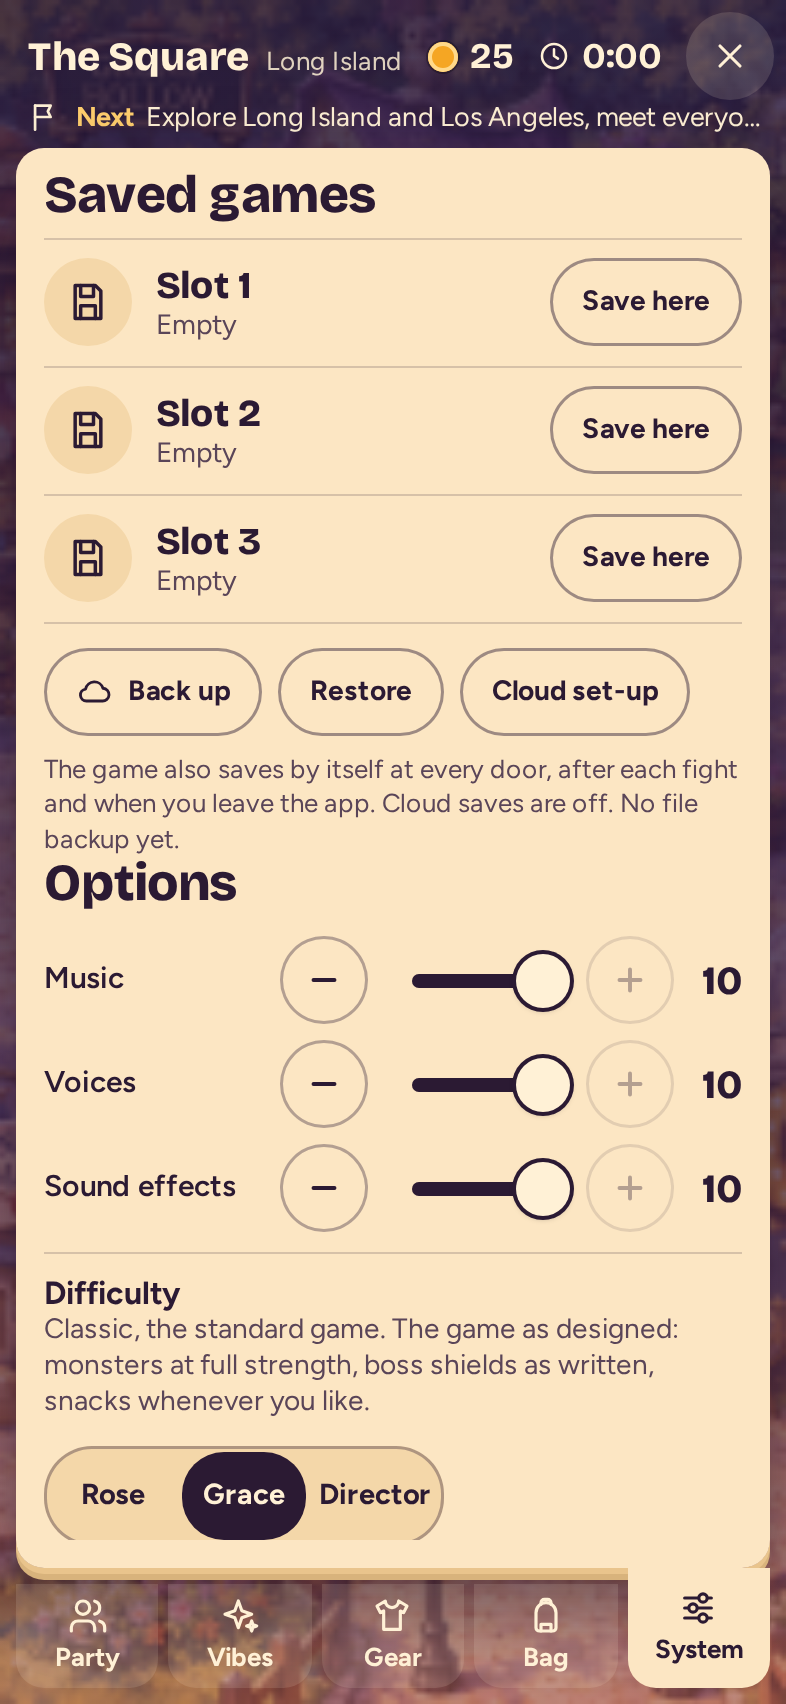 The Square Long Island 25 0:00
Next Explore Long Island and Los Angeles, meet everyo...
Saved games
Slot 1
Empty
Save here
Slot 2
Empty
Save here
Slot 3
Empty
Save here
Back up Restore Cloud set-up
The game also saves by itself at every door, after each fight
and when you leave the app. Cloud saves are off. No file
backup yet.
Options
Music 10
Voices 10
Sound effects 10
Difficulty
Classic, the standard game. The game as designed:
monsters at full strength, boss shields as written,
snacks whenever you like.
Rose Grace Director
Party Vibes Gear Bag System